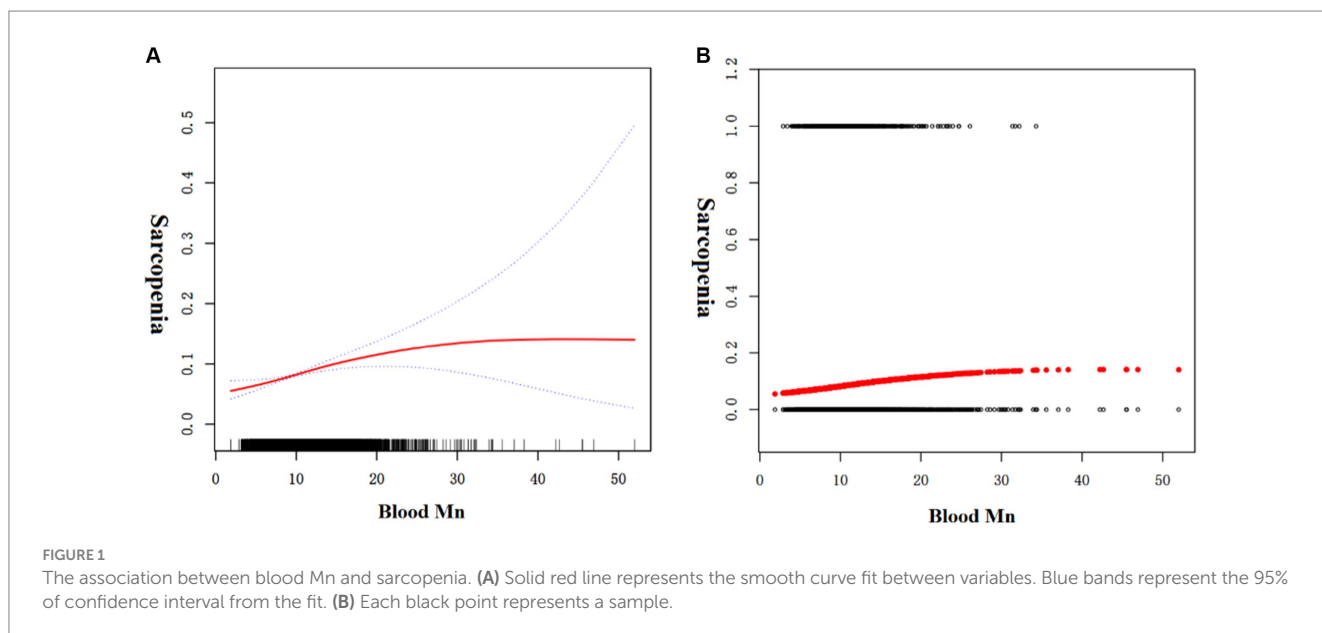 A
B
0.5
0.4
0.3
0.2
0.1
0.0
Sarcopenia
0 10 20 30 40 50
Blood Mn
1.2
1.0
0.8
0.6
0.4
0.2
0.0
Sarcopenia
0 10 20 30 40 50
Blood Mn
FIGURE 1
The association between blood Mn and sarcopenia. (A) Solid red line represents the smooth curve fit between variables. Blue bands represent the 95%
of confidence interval from the fit. (B) Each black point represents a sample.